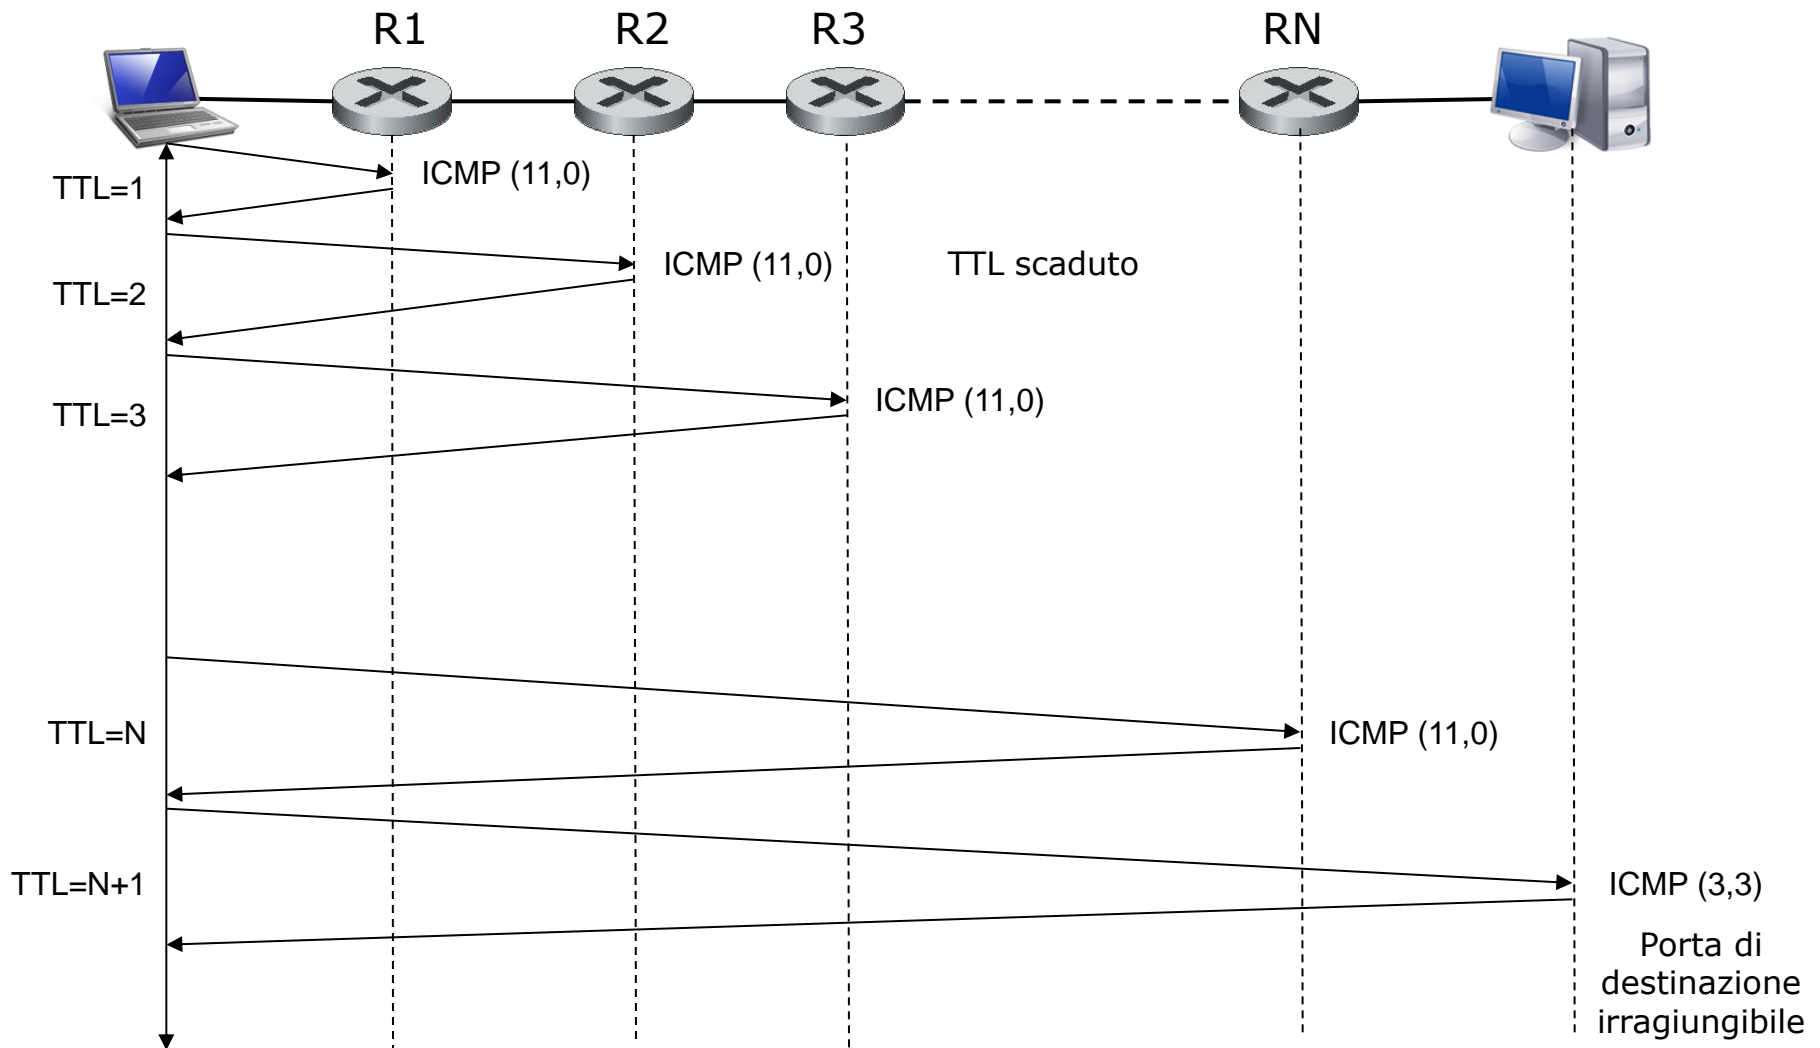 R1
R2
R3
RN
ICMP (11,0)
TTL=1
ICMP (11,0)
TTL scaduto
TTL=2
ICMP (11,0)
TTL=3
TTL=N
ICMP (11,0)
TTL=N+1
ICMP (3,3)
Porta di
destinazione
irragiungibile